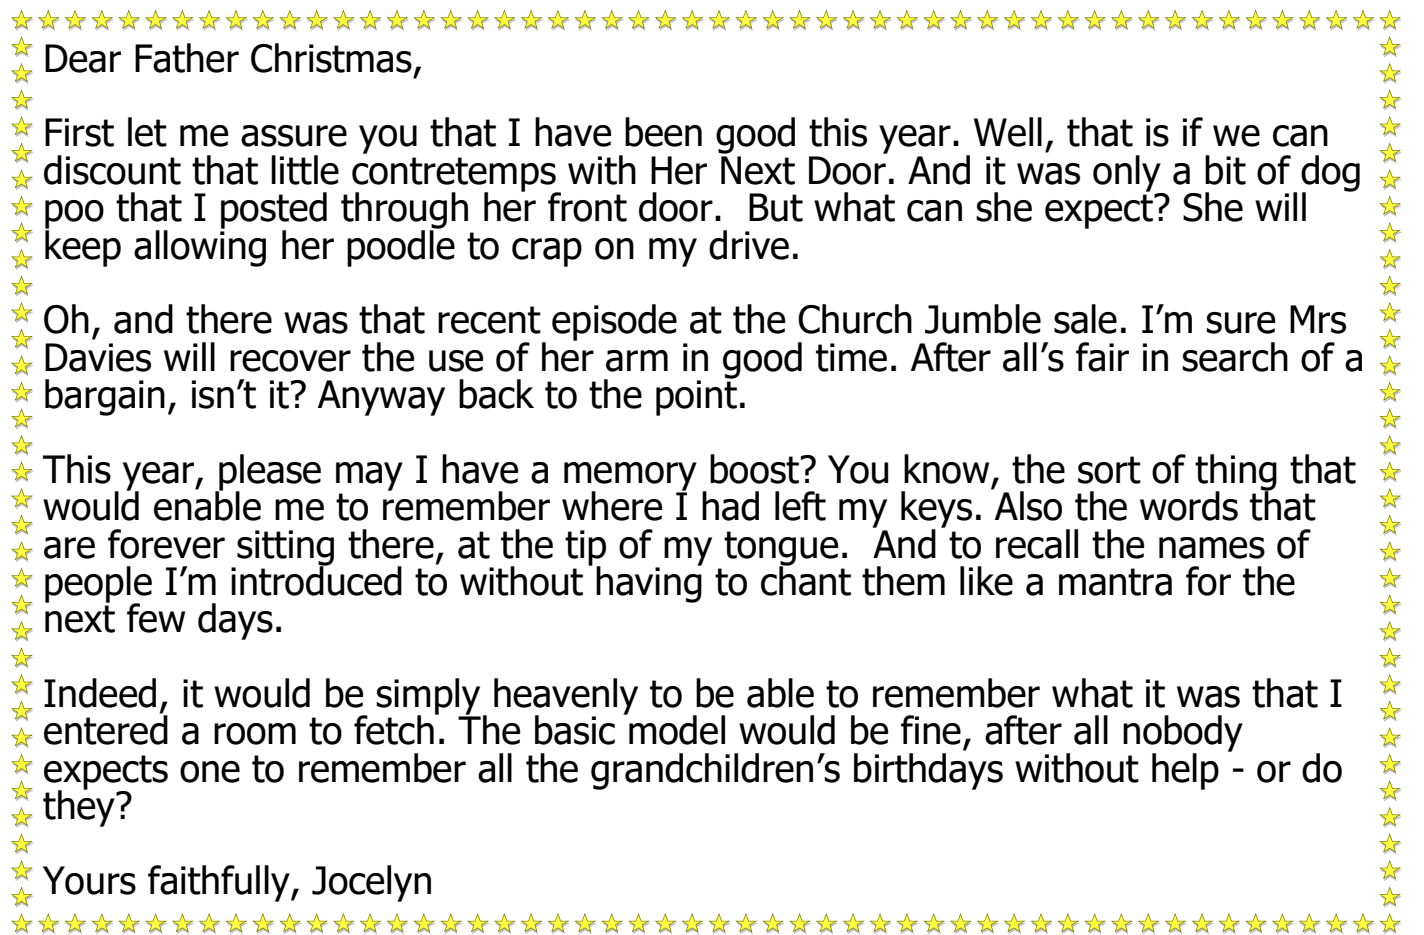 Dear Father Christmas,
First let me assure you that I have been good this year. Well, that is if we can
discount that little contretemps with Her Next Door. And it was only a bit of dog
poo that I posted through her front door.  But what can she expect? She will
keep allowing her poodle to crap on my drive.
Oh, and there was that recent episode at the Church Jumble sale. I’m sure Mrs
Davies will recover the use of her arm in good time. After all’s fair in search of a
bargain, isn’t it? Anyway back to the point.
This year, please may I have a memory boost? You know, the sort of thing that
would enable me to remember where I had left my keys. Also the words that
are forever sitting there, at the tip of my tongue.  And to recall the names of
people I’m introduced to without having to chant them like a mantra for the
next few days.
Indeed, it would be simply heavenly to be able to remember what it was that I
entered a room to fetch. The basic model would be fine, after all nobody
expects one to remember all the grandchildren’s birthdays without help - or do
they?
Yours faithfully, Jocelyn